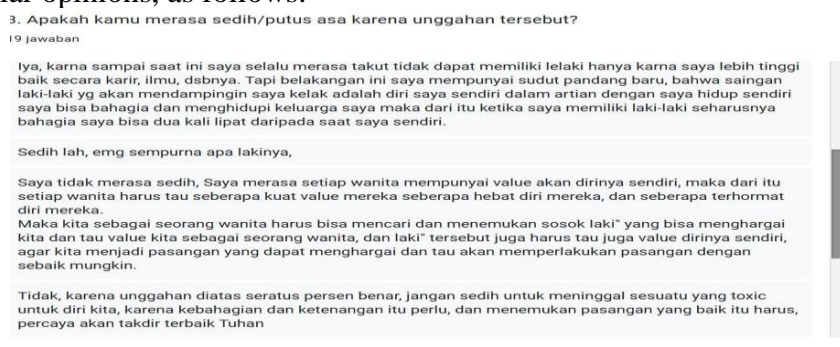 nar opinions, as follows:
3. Apakah kamu merasa sedih/putus asa karena unggahan tersebut?
19 jawaban
Iya, karna sampai saat ini saya selalu merasa takut tidak dapat memiliki lelaki hanya karna saya lebih tinggi
baik secara karir, ilmu, dsbnya. Tapi belakangan ini saya mempunyai sudut pandang baru, bahwa saingan
laki-laki yg akan mendampingin saya kelak adalah diri saya sendiri dalam artian dengan saya hidup sendiri
saya bisa bahagia dan menghidupi keluarga saya maka dari itu ketika saya memiliki laki-laki seharusnya
bahagia saya bisa dua kali lipat daripada saat saya sendiri.
Sedih lah, emg sempurna apa lakinya,
Saya tidak merasa sedih, Saya merasa setiap wanita mempunyai value akan dirinya sendiri, maka dari itu
setiap wanita harus tau seberapa kuat value mereka seberapa hebat diri mereka, dan seberapa terhormat
diri mereka.
Maka kita sebagai seorang wanita harus bisa mencari dan menemukan sosok laki" yang bisa menghargai
kita dan tau value kita sebagai seorang wanita, dan laki" tersebut juga harus tau juga value dirinya sendiri,
agar kita menjadi pasangan yang dapat menghargai dan tau akan memperlakukan pasangan dengan
sebaik mungkin.
Tidak, karena unggahan diatas seratus persen benar, jangan sedih untuk meninggal sesuatu yang toxic
untuk diri kita, karena kebahagian dan ketenangan itu perlu, dan menemukan pasangan yang baik itu harus,
percaya akan takdir terbaik Tuhan